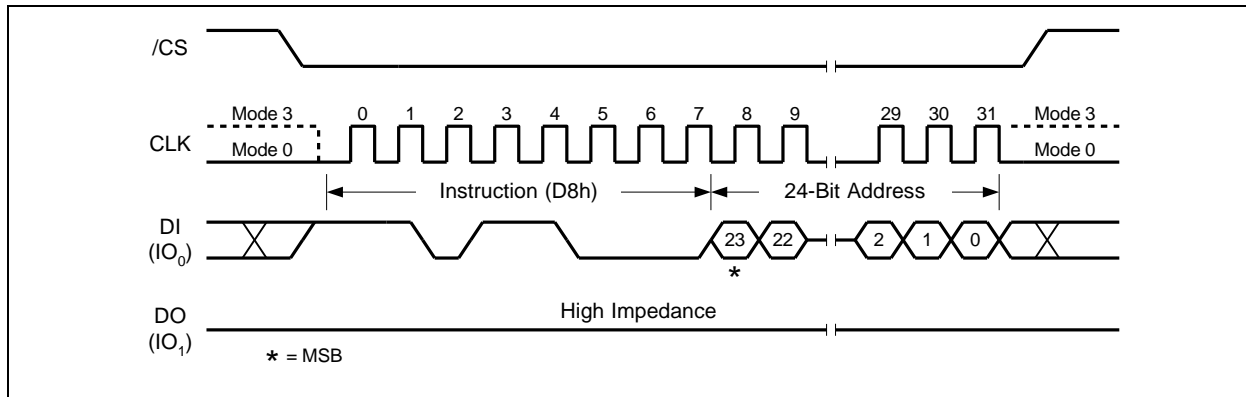 /CS
Mode 3 0 1 2 3 4 5 6 7 8 9 29 30 31 Mode 3
CLK
Mode 0 Mode 0
Instruction (D8h) 24-Bit Address
DI
(IO0)
23 22 2 1 0
*
High Impedance
DO
(IO1)
* = MSB